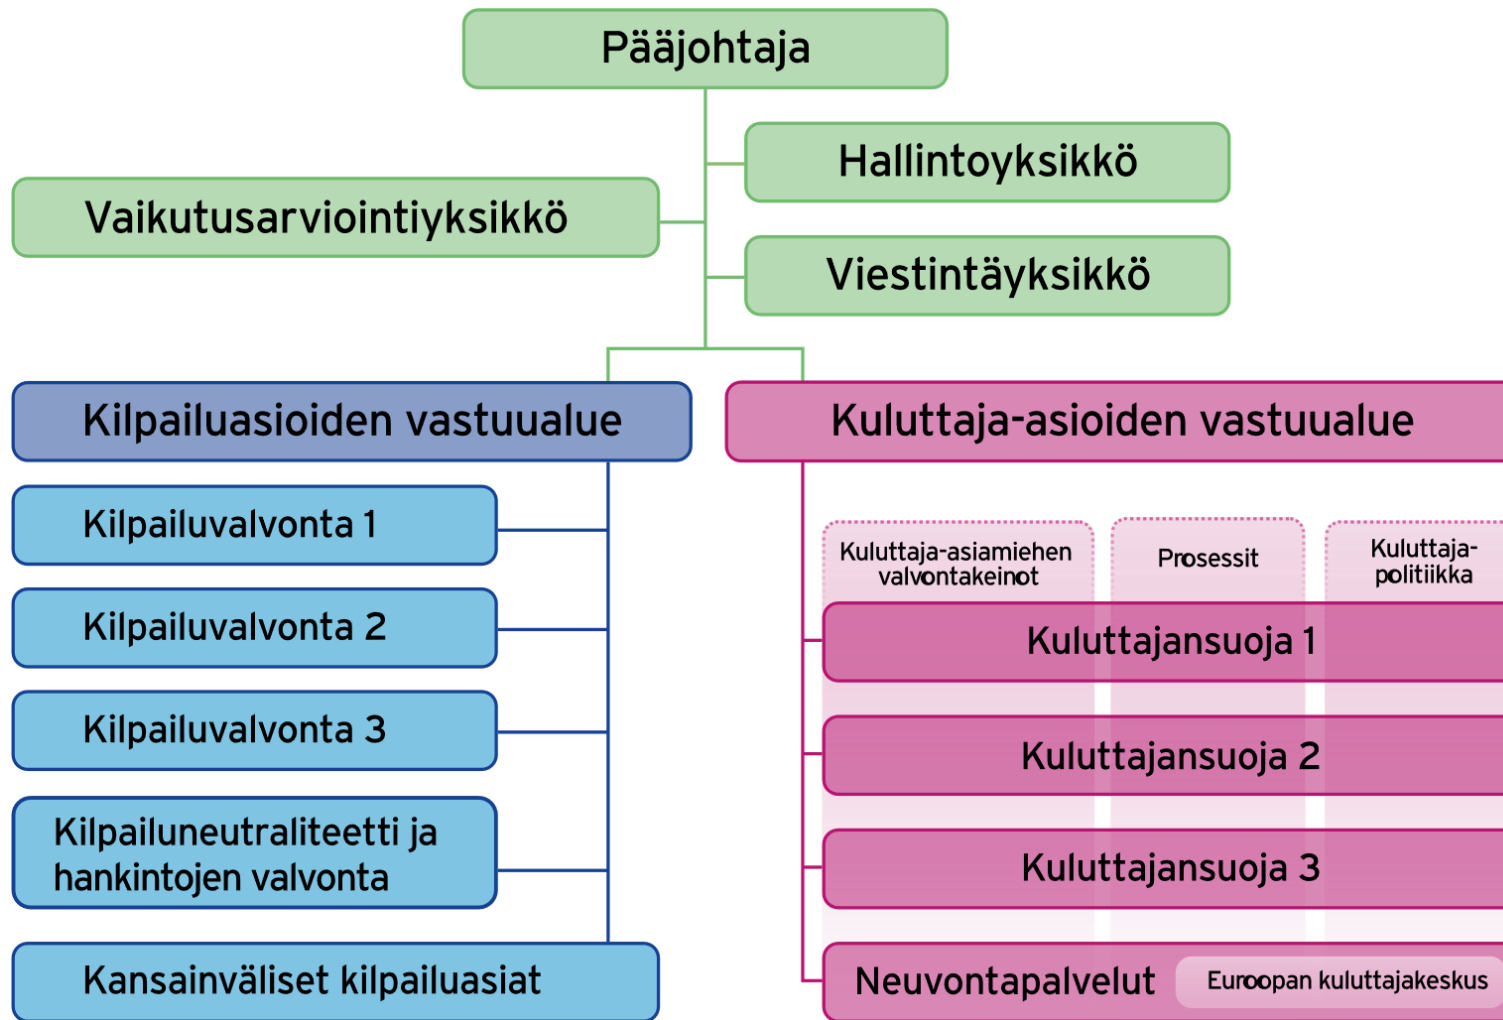 Pääjohtaja
Hallintoyksikkö
Vaikutusarviointiyksikkö
Viestintäyksikkö
Kilpailuasioiden vastuualue
Kilpailuvalvonta 1
Kilpailuvalvonta 2
Kilpailuvalvonta 3
Kilpailuneutraliteetti ja
hankintojen valvonta
Kansainväliset kilpailuasiat
Kuluttaja-asioiden vastuualue
Kuluttaja-asiamiehen
valvontakeinot
Prosessit
Kuluttaja-
politiikka
Kuluttajansuoja 1
Kuluttajansuoja 2
Kuluttajansuoja 3
Neuvontapalvelut
Euroopan kuluttajakeskus